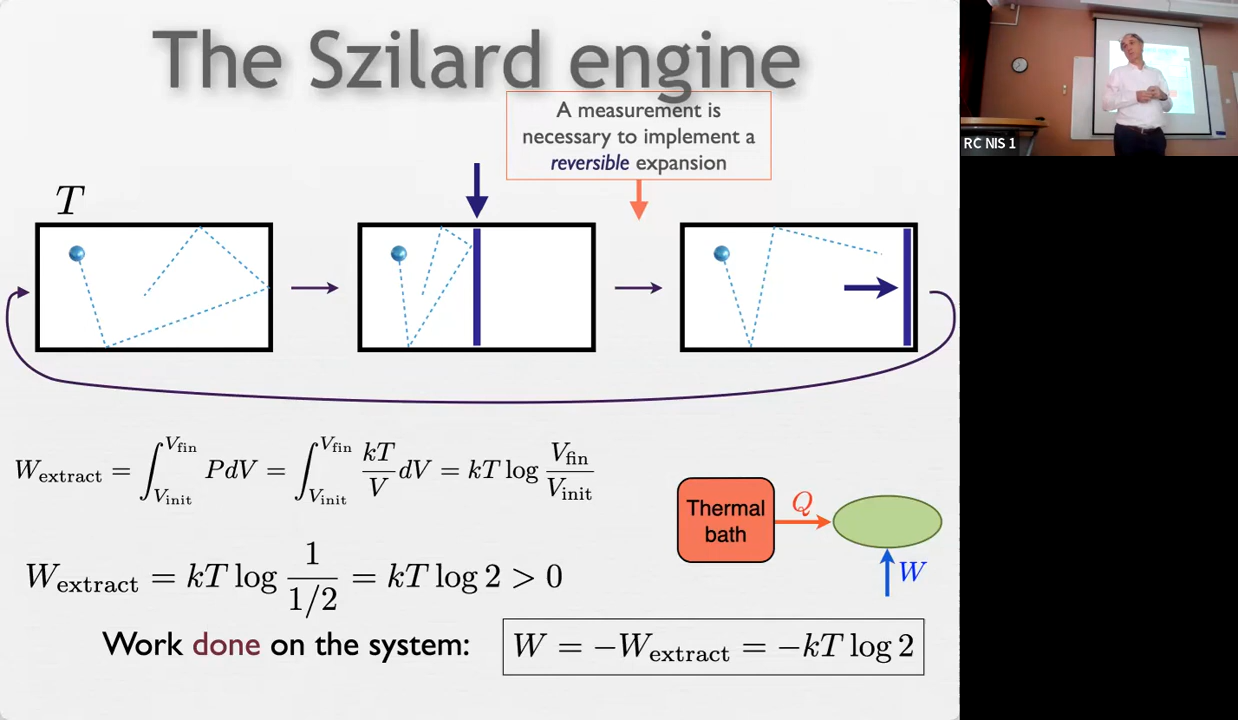 The Szilard engine
A measurement is
necessary to implement a
reversible expansion
RC NIS 1
T
W_extract = ∫_{V_init}^{V_fin} PdV = ∫_{V_init}^{V_fin} kT/V dV = kT log V_fin/V_init
Thermal
bath
Q
W
W_extract = kT log 1/(1/2) = kT log 2 > 0
Work done on the system: W = −W_extract = −kT log 2